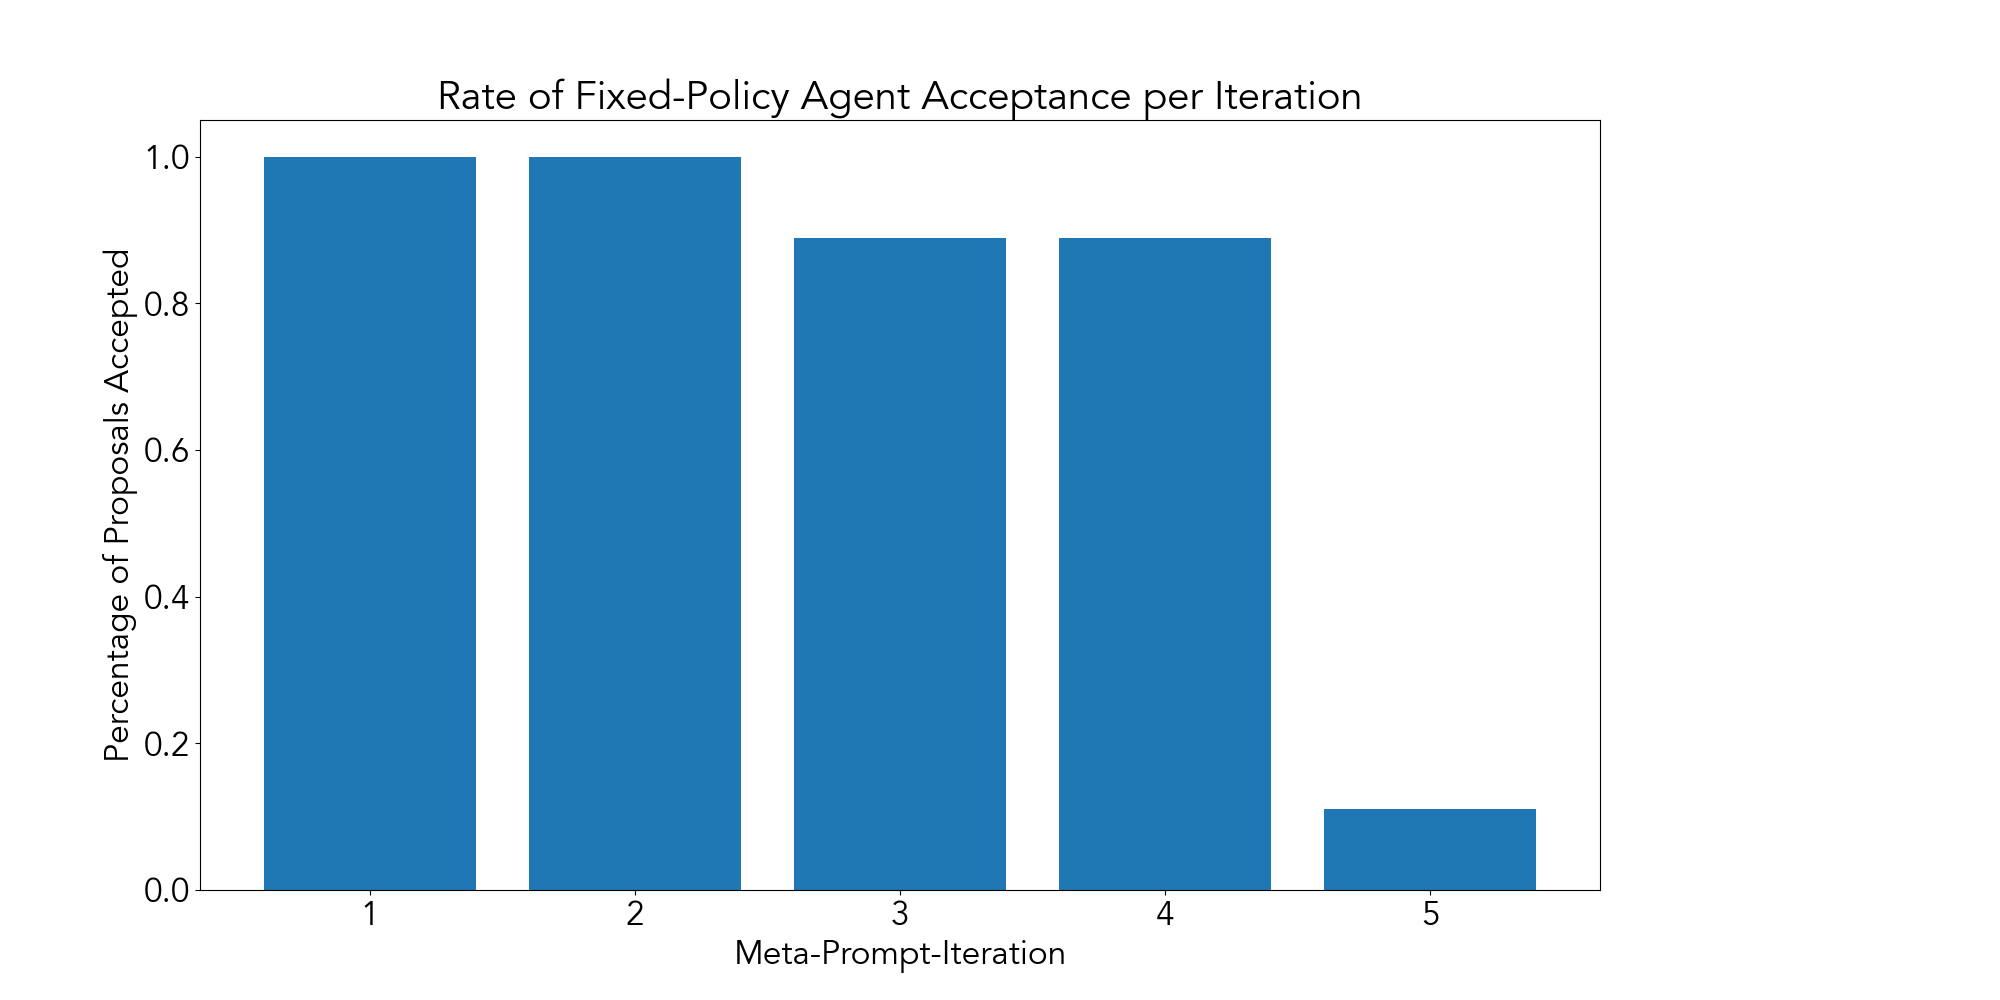 Rate of Fixed-Policy Agent Acceptance per Iteration
Percentage of Proposals Accepted
1.0
0.8
0.6
0.4
0.2
0.0
1 2 3 4 5
Meta-Prompt-Iteration